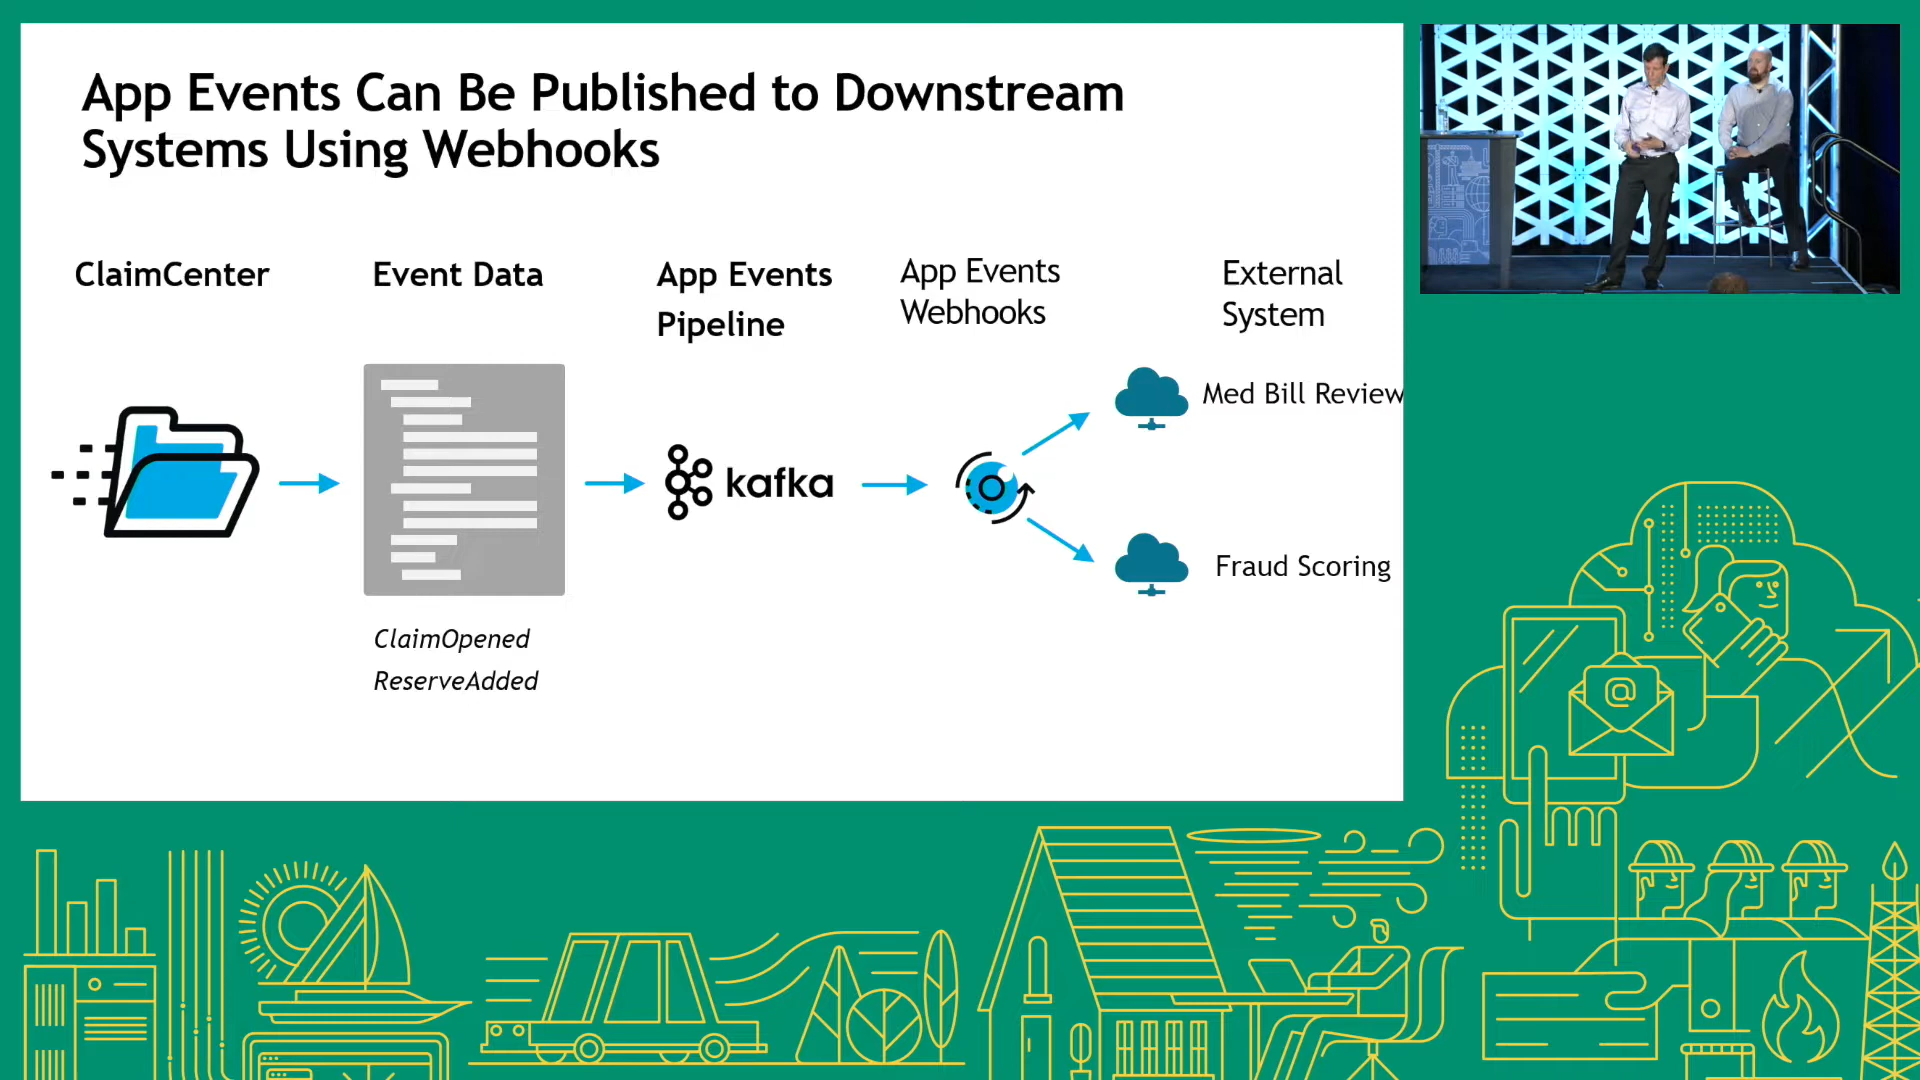 App Events Can Be Published to Downstream
Systems Using Webhooks
ClaimCenter
Event Data
App Events
Pipeline
App Events
Webhooks
External
System
Med Bill Review
kafka
Fraud Scoring
ClaimOpened
ReserveAdded
@